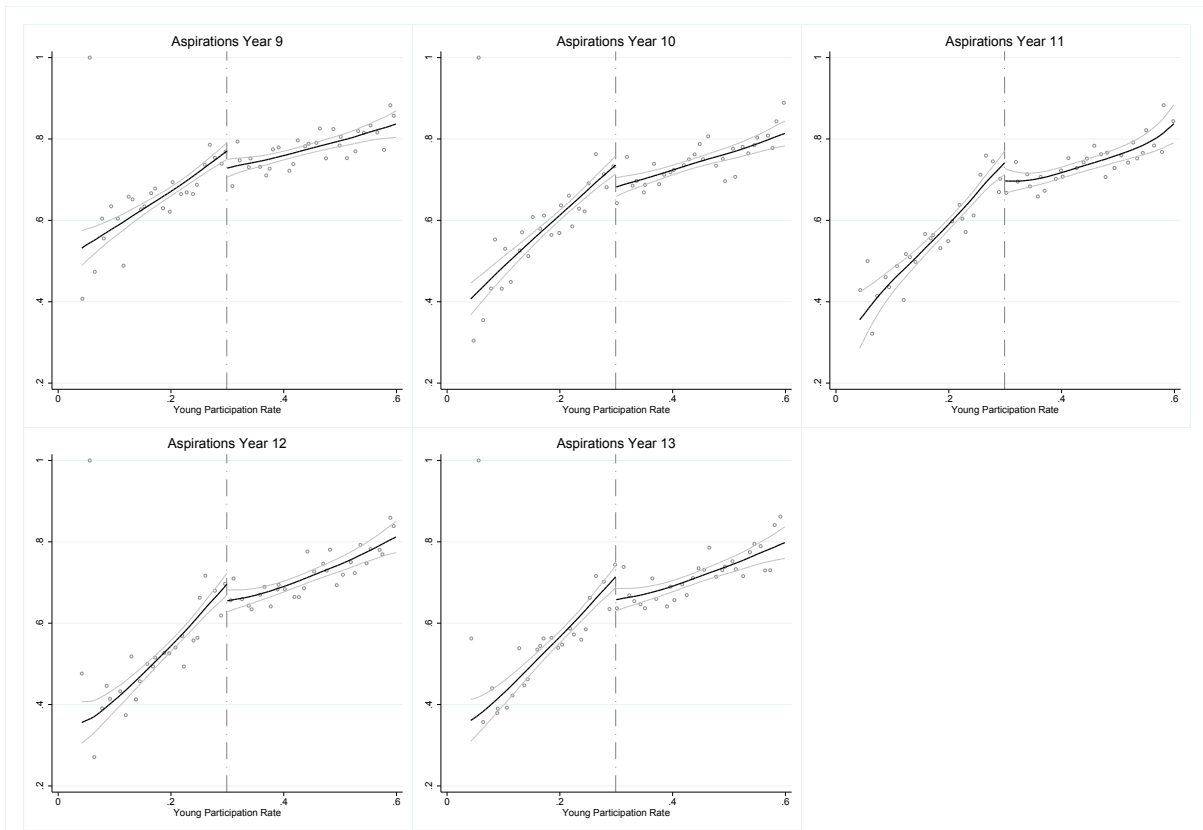 Aspirations Year 9
1
.8
.6
.4
.2
0 .2 .4 .6
Young Participation Rate
Aspirations Year 10
1
.8
.6
.4
.2
0 .2 .4 .6
Young Participation Rate
Aspirations Year 11
1
.8
.6
.4
.2
0 .2 .4 .6
Young Participation Rate
Aspirations Year 12
1
.8
.6
.4
.2
0 .2 .4 .6
Young Participation Rate
Aspirations Year 13
1
.8
.6
.4
.2
0 .2 .4 .6
Young Participation Rate